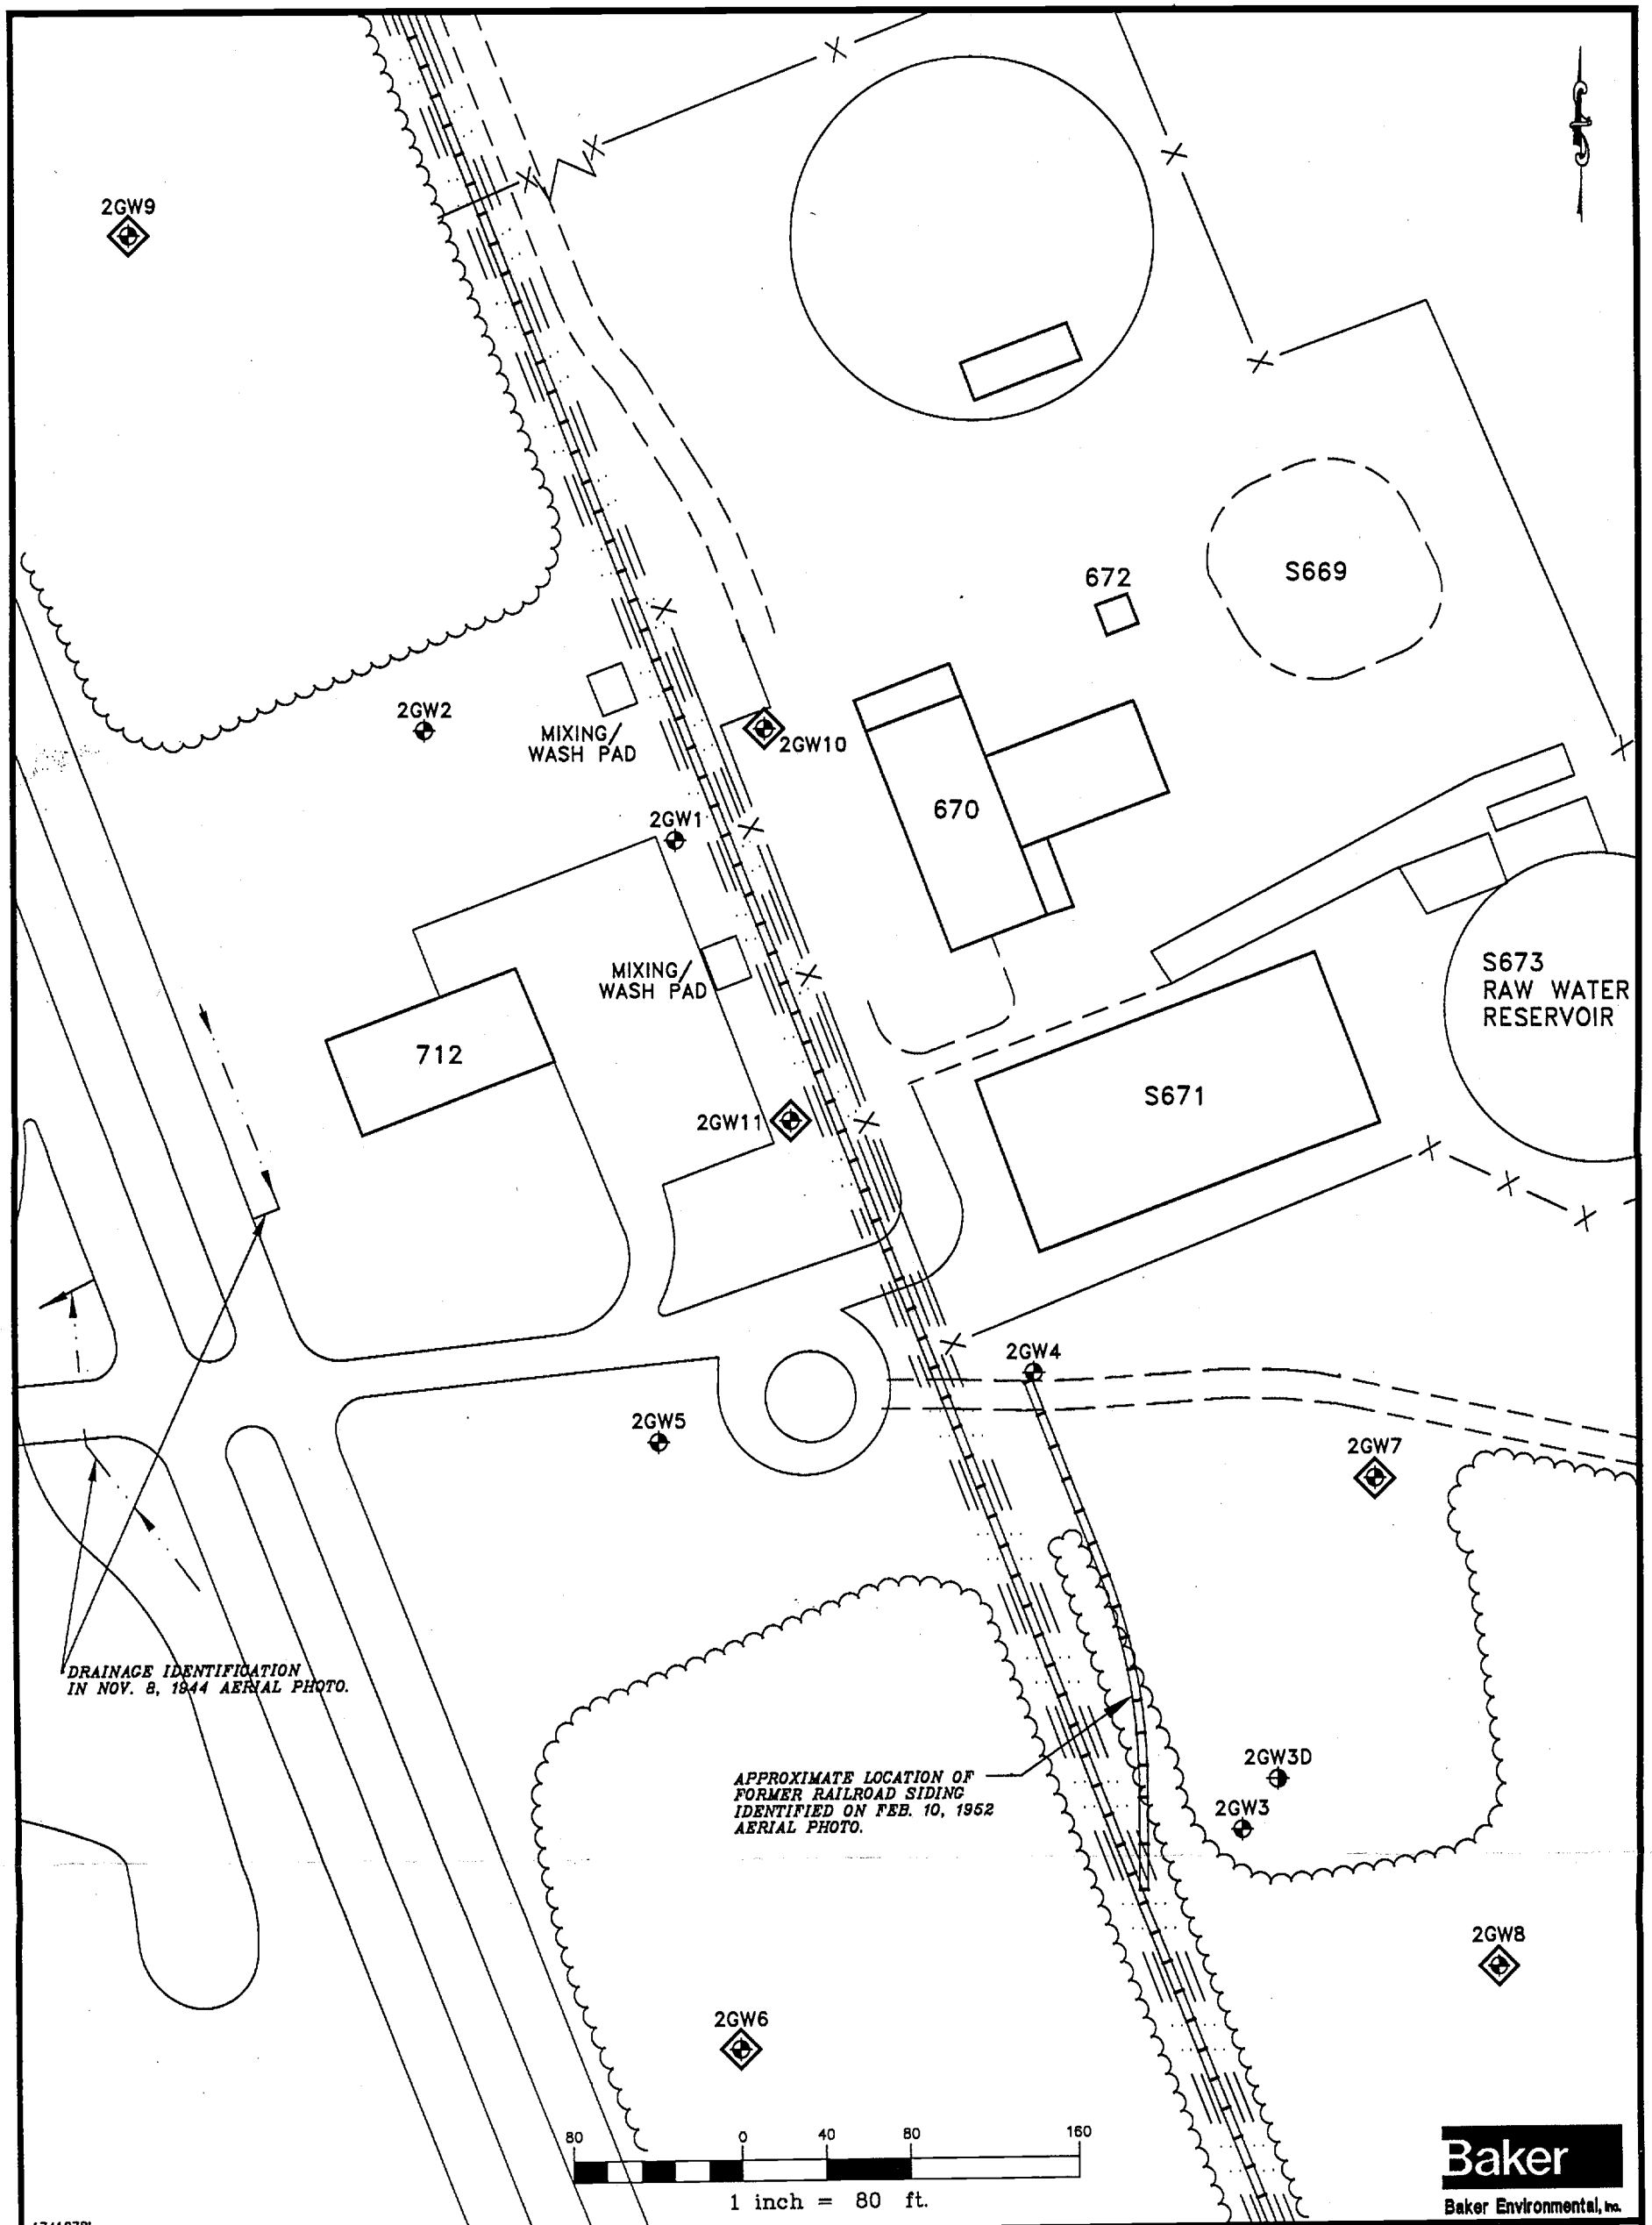 2GW9
672
S669
2GW2
MIXING/
WASH PAD
2GW10
670
2GW1
MIXING/
WASH PAD
S673
RAW WATER
RESERVOIR
712
S671
2GW11
2GW4
2GW5
2GW7
DRAINAGE IDENTIFICATION
IN NOV. 8, 1944 AERIAL PHOTO.
2GW3D
APPROXIMATE LOCATION OF
FORMER RAILROAD SIDING
IDENTIFIED ON FEB. 10, 1952
AERIAL PHOTO.
2GW3
2GW8
2GW6
80 0 40 80 160
1 inch = 80 ft.
Baker
Baker Environmental, Inc.